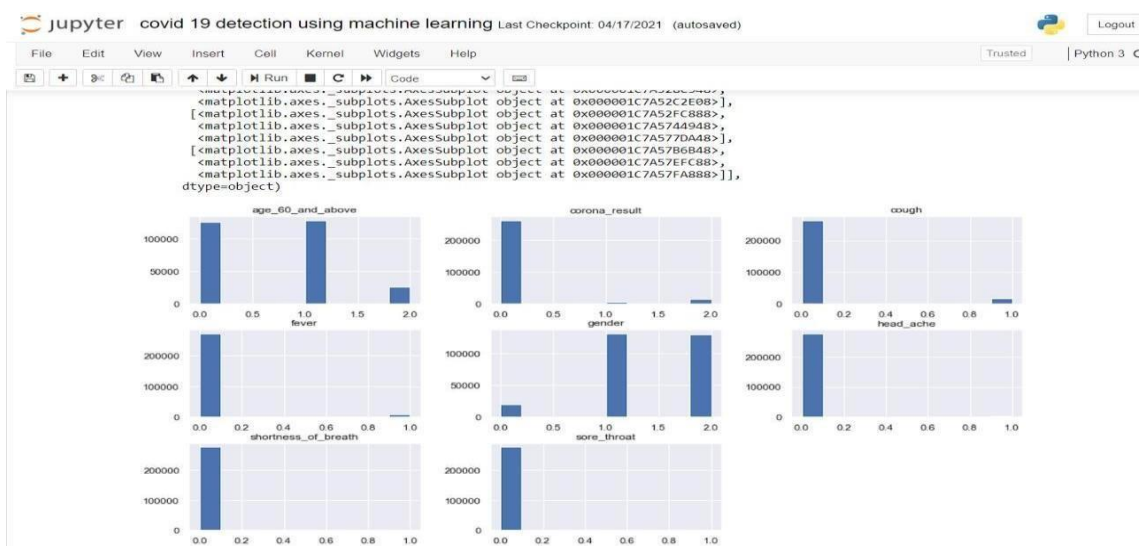 jupyter covid 19 detection using machine learning Last Checkpoint: 04/17/2021 (autosaved) Logout
File Edit View Insert Cell Kernel Widgets Help Trusted Python 3
Run Code
<matplotlib.axes._subplots.AxesSubplot object at
<matplotlib.axes._subplots.AxesSubplot object at 0x000001C7A52C2E08>],
[<matplotlib.axes._subplots.AxesSubplot object at 0x000001C7A52FC888>,
<matplotlib.axes._subplots.AxesSubplot object at 0x000001C7A5744948>,
<matplotlib.axes._subplots.AxesSubplot object at 0x000001C7A577DA48>],
[<matplotlib.axes._subplots.AxesSubplot object at 0x000001C7A57B6B48>,
<matplotlib.axes._subplots.AxesSubplot object at 0x000001C7A57EFC88>,
<matplotlib.axes._subplots.AxesSubplot object at 0x000001C7A57FA888>]],
dtype=object)
age_60_and_above corona_result cough
100000 200000 200000
50000 100000 100000
0 0 0
0.0 0.5 1.0 1.5 2.0 0.0 0.5 1.0 1.5 2.0 0.0 0.2 0.4 0.6 0.8 1.0
fever gender head_ache
200000 100000 200000
100000 50000 100000
0 0 0
0.0 0.2 0.4 0.6 0.8 1.0 0.0 0.5 1.0 1.5 2.0 0.0 0.2 0.4 0.6 0.8 1.0
shortness_of_breath sore_throat
200000 200000
100000 100000
0 0
0.0 0.2 0.4 0.6 0.8 1.0 0.0 0.2 0.4 0.6 0.8 1.0